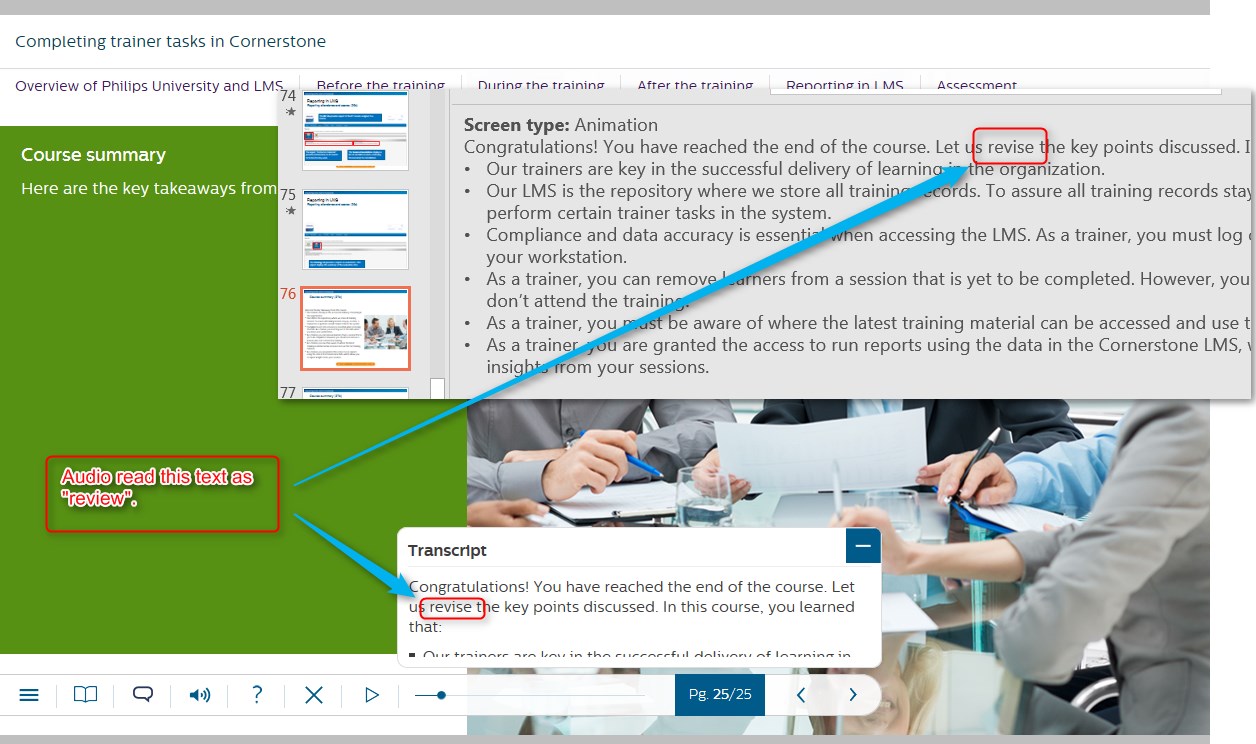 Completing trainer tasks in Cornerstone
Overview of Philips University and LMS
Before the training
During the training
After the training
Reporting in LMS
Assessment
Course summary
Here are the key takeaways from
74
75
76
77
Screen type: Animation
Congratulations! You have reached the end of the course. Let us revise the key points discussed. I
• Our trainers are key in the successful delivery of learning in the organization.
• Our LMS is the repository where we store all training records. To assure all training records stay
perform certain trainer tasks in the system.
• Compliance and data accuracy is essential when accessing the LMS. As a trainer, you must log
your workstation.
• As a trainer, you can remove learners from a session that is yet to be completed. However, you
don’t attend the training.
• As a trainer, you must be aware of where the latest training material can be accessed and use t
• As a trainer, you are granted the access to run reports using the data in the Cornerstone LMS,
insights from your sessions.
Audio read this text as
"review".
Transcript
Congratulations! You have reached the end of the course. Let
us revise the key points discussed. In this course, you learned
that:
▪ Our trainers are key in the successful delivery of learning in
Pg. 25/25